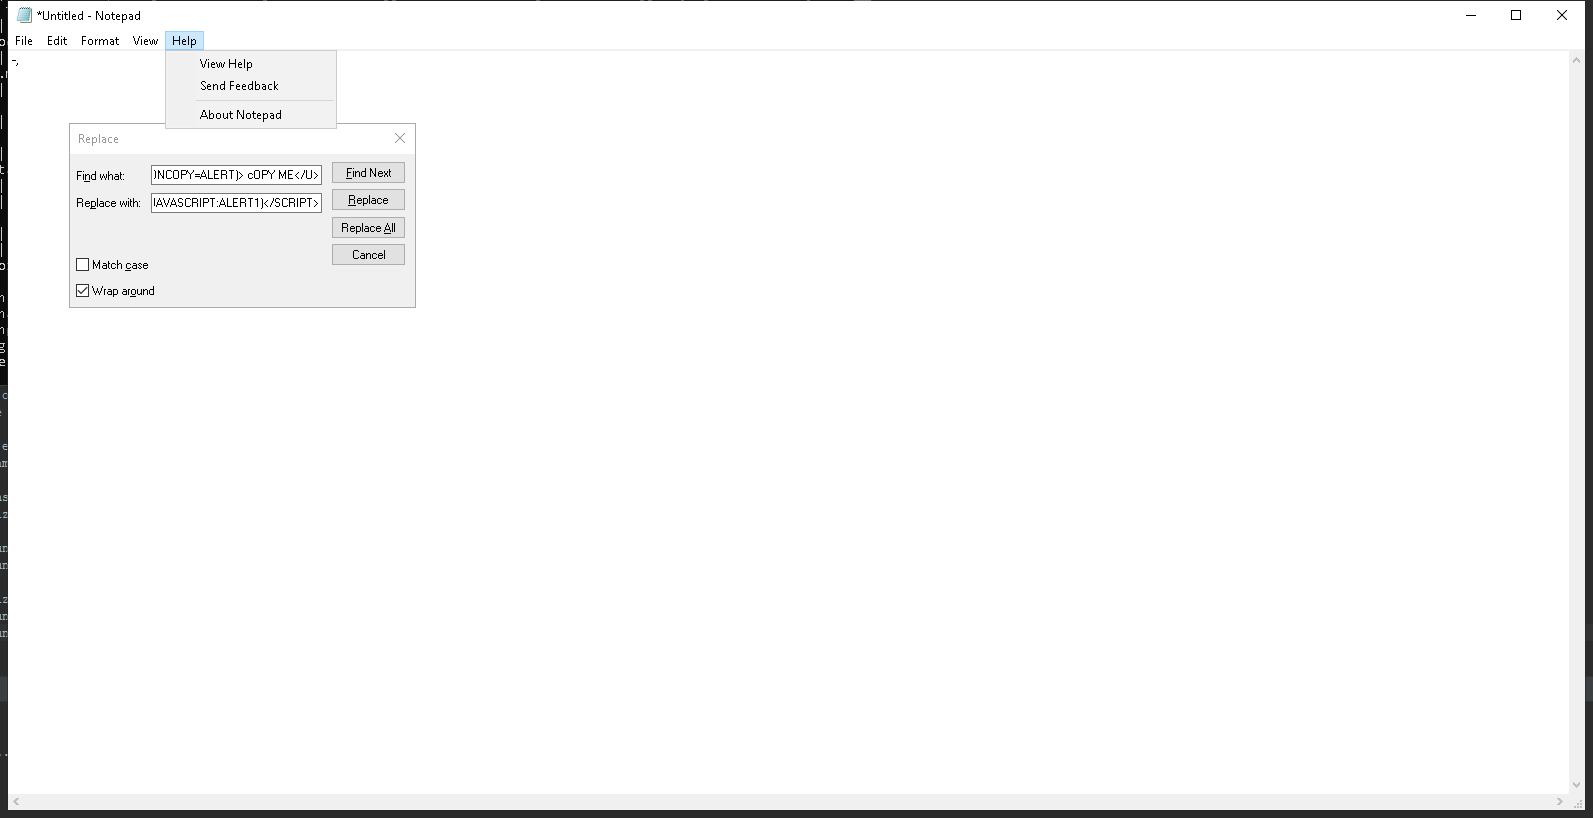 *Untitled - Notepad
File Edit Format View Help
View Help
Send Feedback
About Notepad
Replace
Find what: )NCOPY=ALERT)> cOPY ME</U> Find Next
Replace with: IAVASCRIPT:ALERT1)</SCRIPT> Replace
Replace All
Cancel
Match case
Wrap around